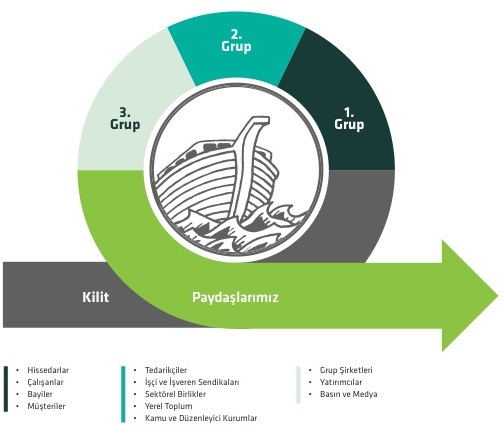 2.
Grup
3.
Grup
1.
Grup
Kilit Paydaşlarımız
• Hissedarlar
• Çalışanlar
• Bayiler
• Müşteriler
• Tedarikçiler
• İşçi ve İşveren Sendikaları
• Sektörel Birlikler
• Yerel Toplum
• Kamu ve Düzenleyici Kurumlar
• Grup Şirketleri
• Yatırımcılar
• Basın ve Medya